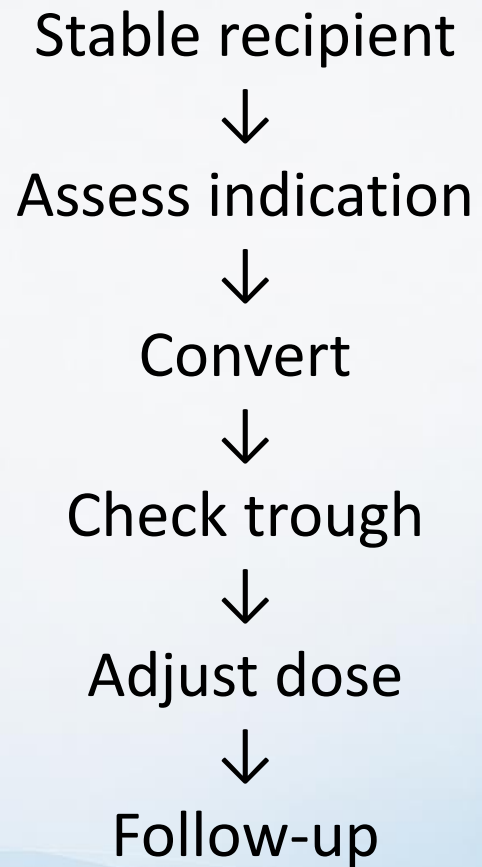 Stable recipient
↓
Assess indication
↓
Convert
↓
Check trough
↓
Adjust dose
↓
Follow-up